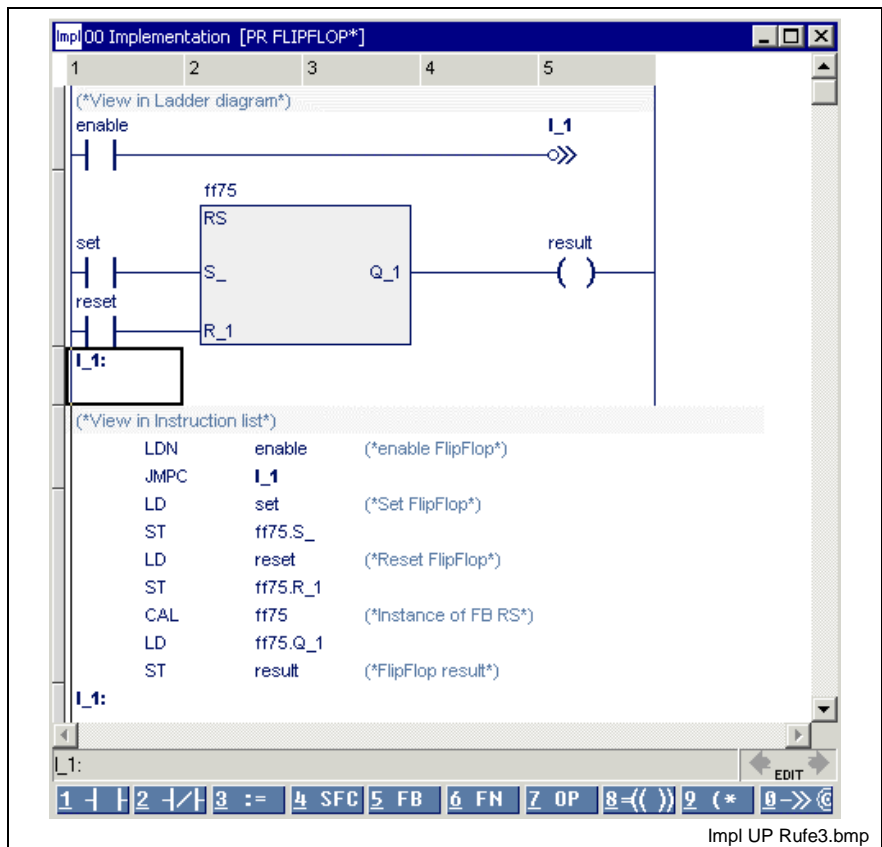 Impl 00 Implementation [PR FLIPFLOP*]
1 2 3 4 5
(*View in Ladder diagram*)
enable l_1
ff75
RS
set result
S_ Q_1
reset
R_1
l_1:
(*View in Instruction list*)
LDN enable (*enable FlipFlop*)
JMPC l_1
LD set (*Set FlipFlop*)
ST ff75.S_
LD reset (*Reset FlipFlop*)
ST ff75.R_1
CAL ff75 (*Instance of FB RS*)
LD ff75.Q_1
ST result (*FlipFlop result*)
l_1:
l_1: EDIT
1 ┤ ├ 2 ┤/├ 3 := 4 SFC 5 FB 6 FN 7 OP 8=(( )) 9 (* 0->>@
Impl UP Rufe3.bmp